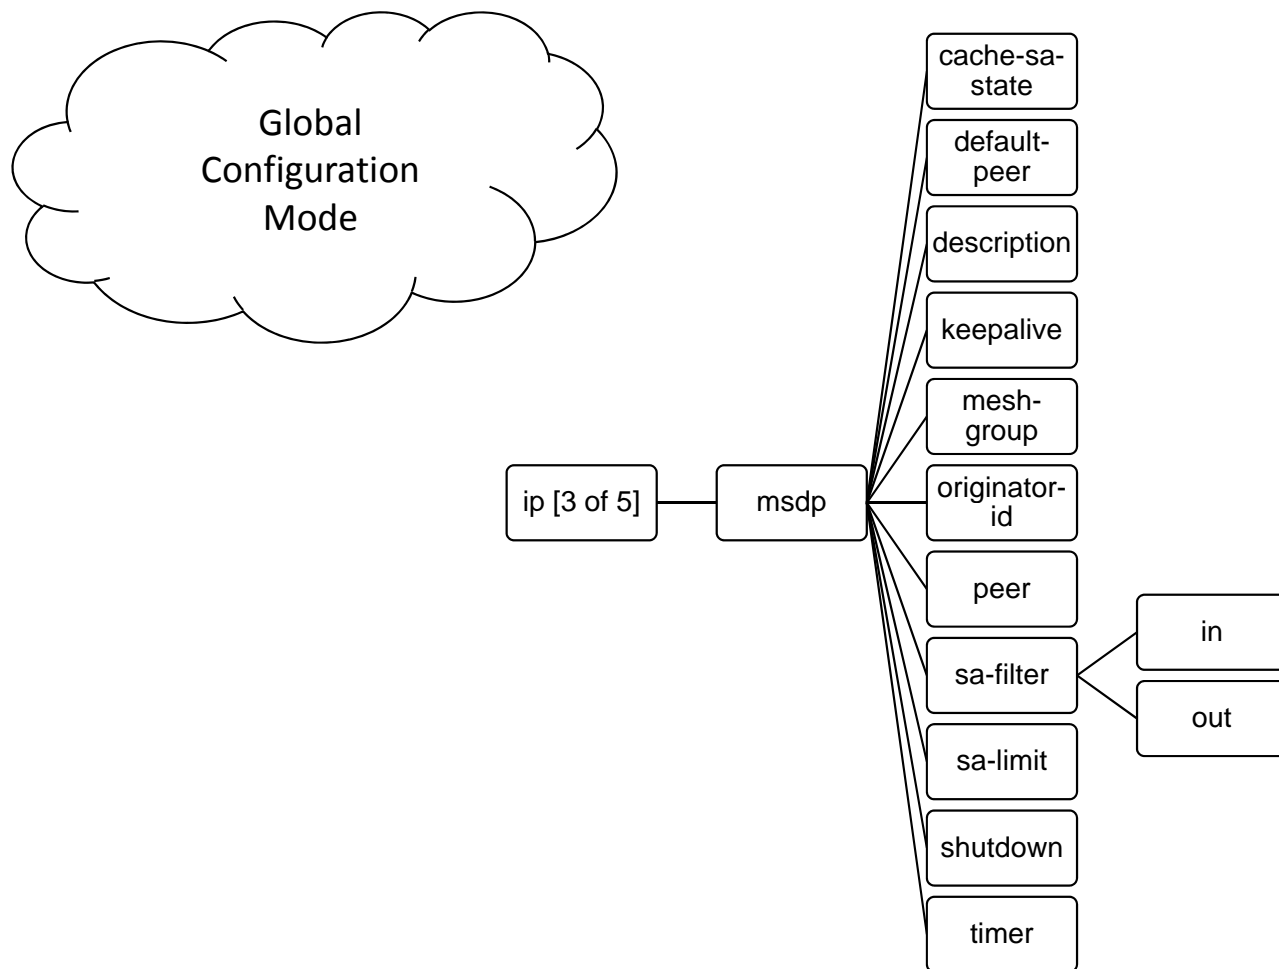 Global
Configuration
Mode
cache-sa-
state
default-
peer
description
keepalive
mesh-
group
ip [3 of 5]
msdp
originator-
id
peer
in
sa-filter
out
sa-limit
shutdown
timer